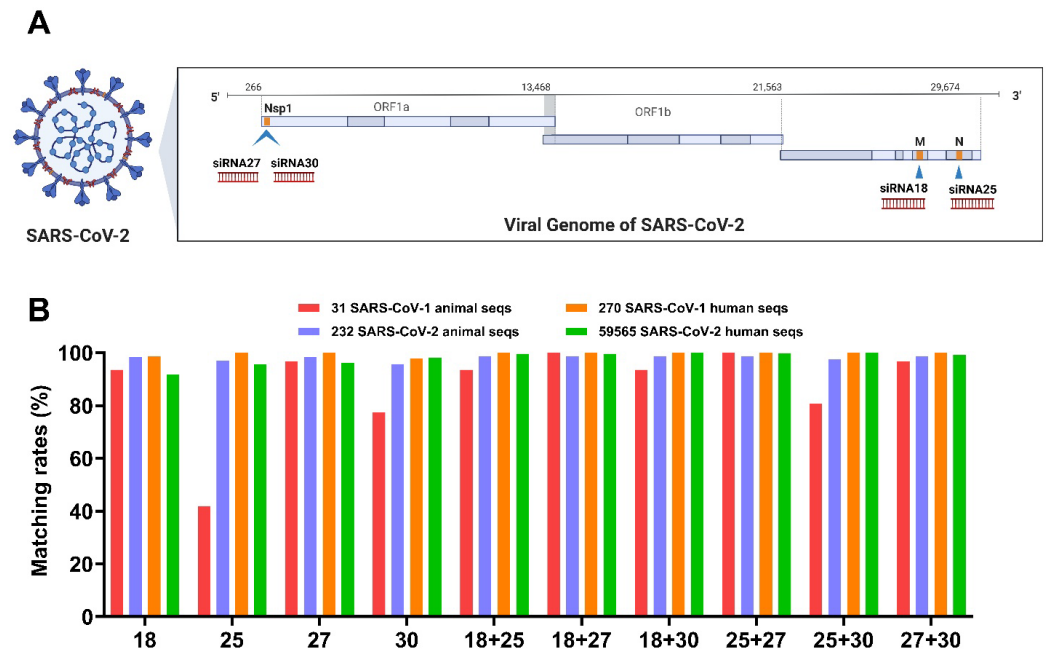 A
266
13,468
21,563
29,674
5'
3'
Nsp1
ORF1a
ORF1b
M
N
siRNA27
siRNA30
siRNA18
siRNA25
SARS-CoV-2
Viral Genome of SARS-CoV-2
B
31 SARS-CoV-1 animal seqs
270 SARS-CoV-1 human seqs
232 SARS-CoV-2 animal seqs
59565 SARS-CoV-2 human seqs
Matching rates (%)
100
80
60
40
20
0
18
25
27
30
18+25
18+27
18+30
25+27
25+30
27+30